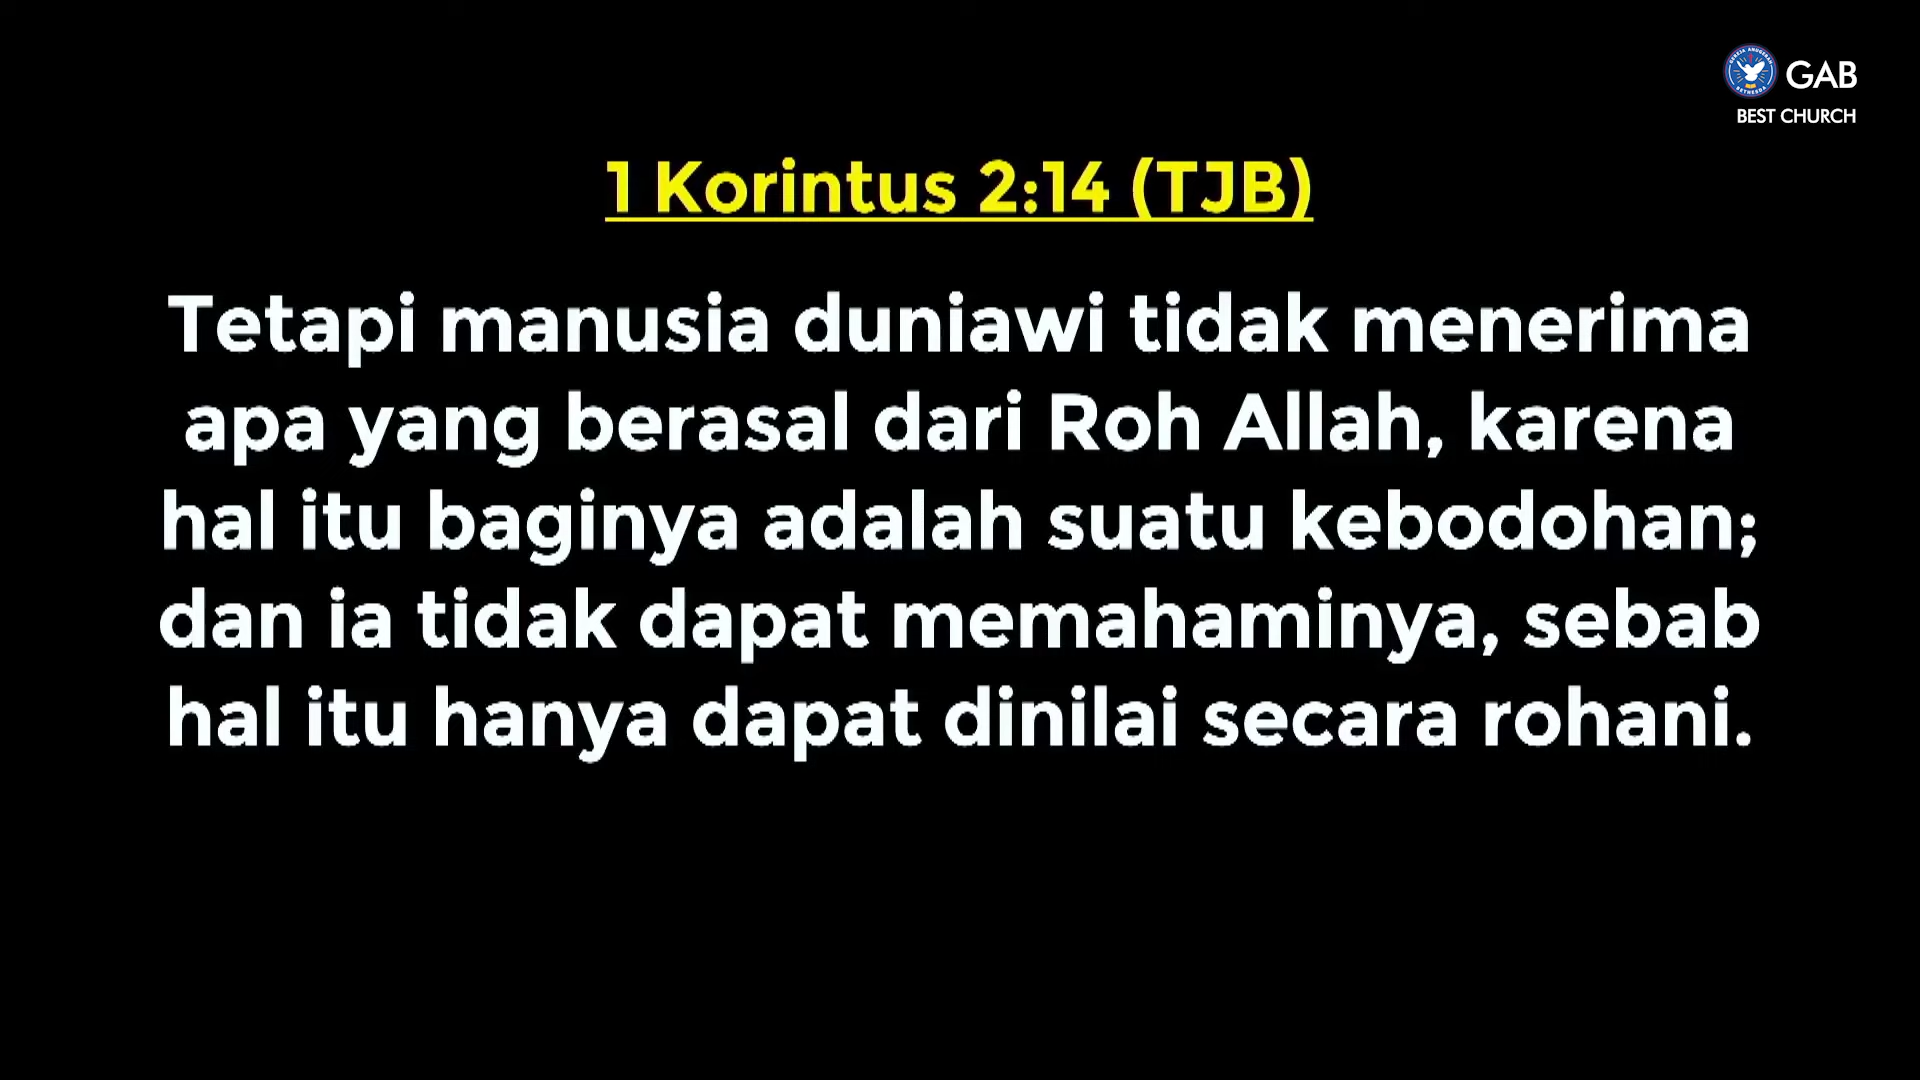 GAB
BEST CHURCH
1 Korintus 2:14 (TJB)
Tetapi manusia duniawi tidak menerima
apa yang berasal dari Roh Allah, karena
hal itu baginya adalah suatu kebodohan;
dan ia tidak dapat memahaminya, sebab
hal itu hanya dapat dinilai secara rohani.